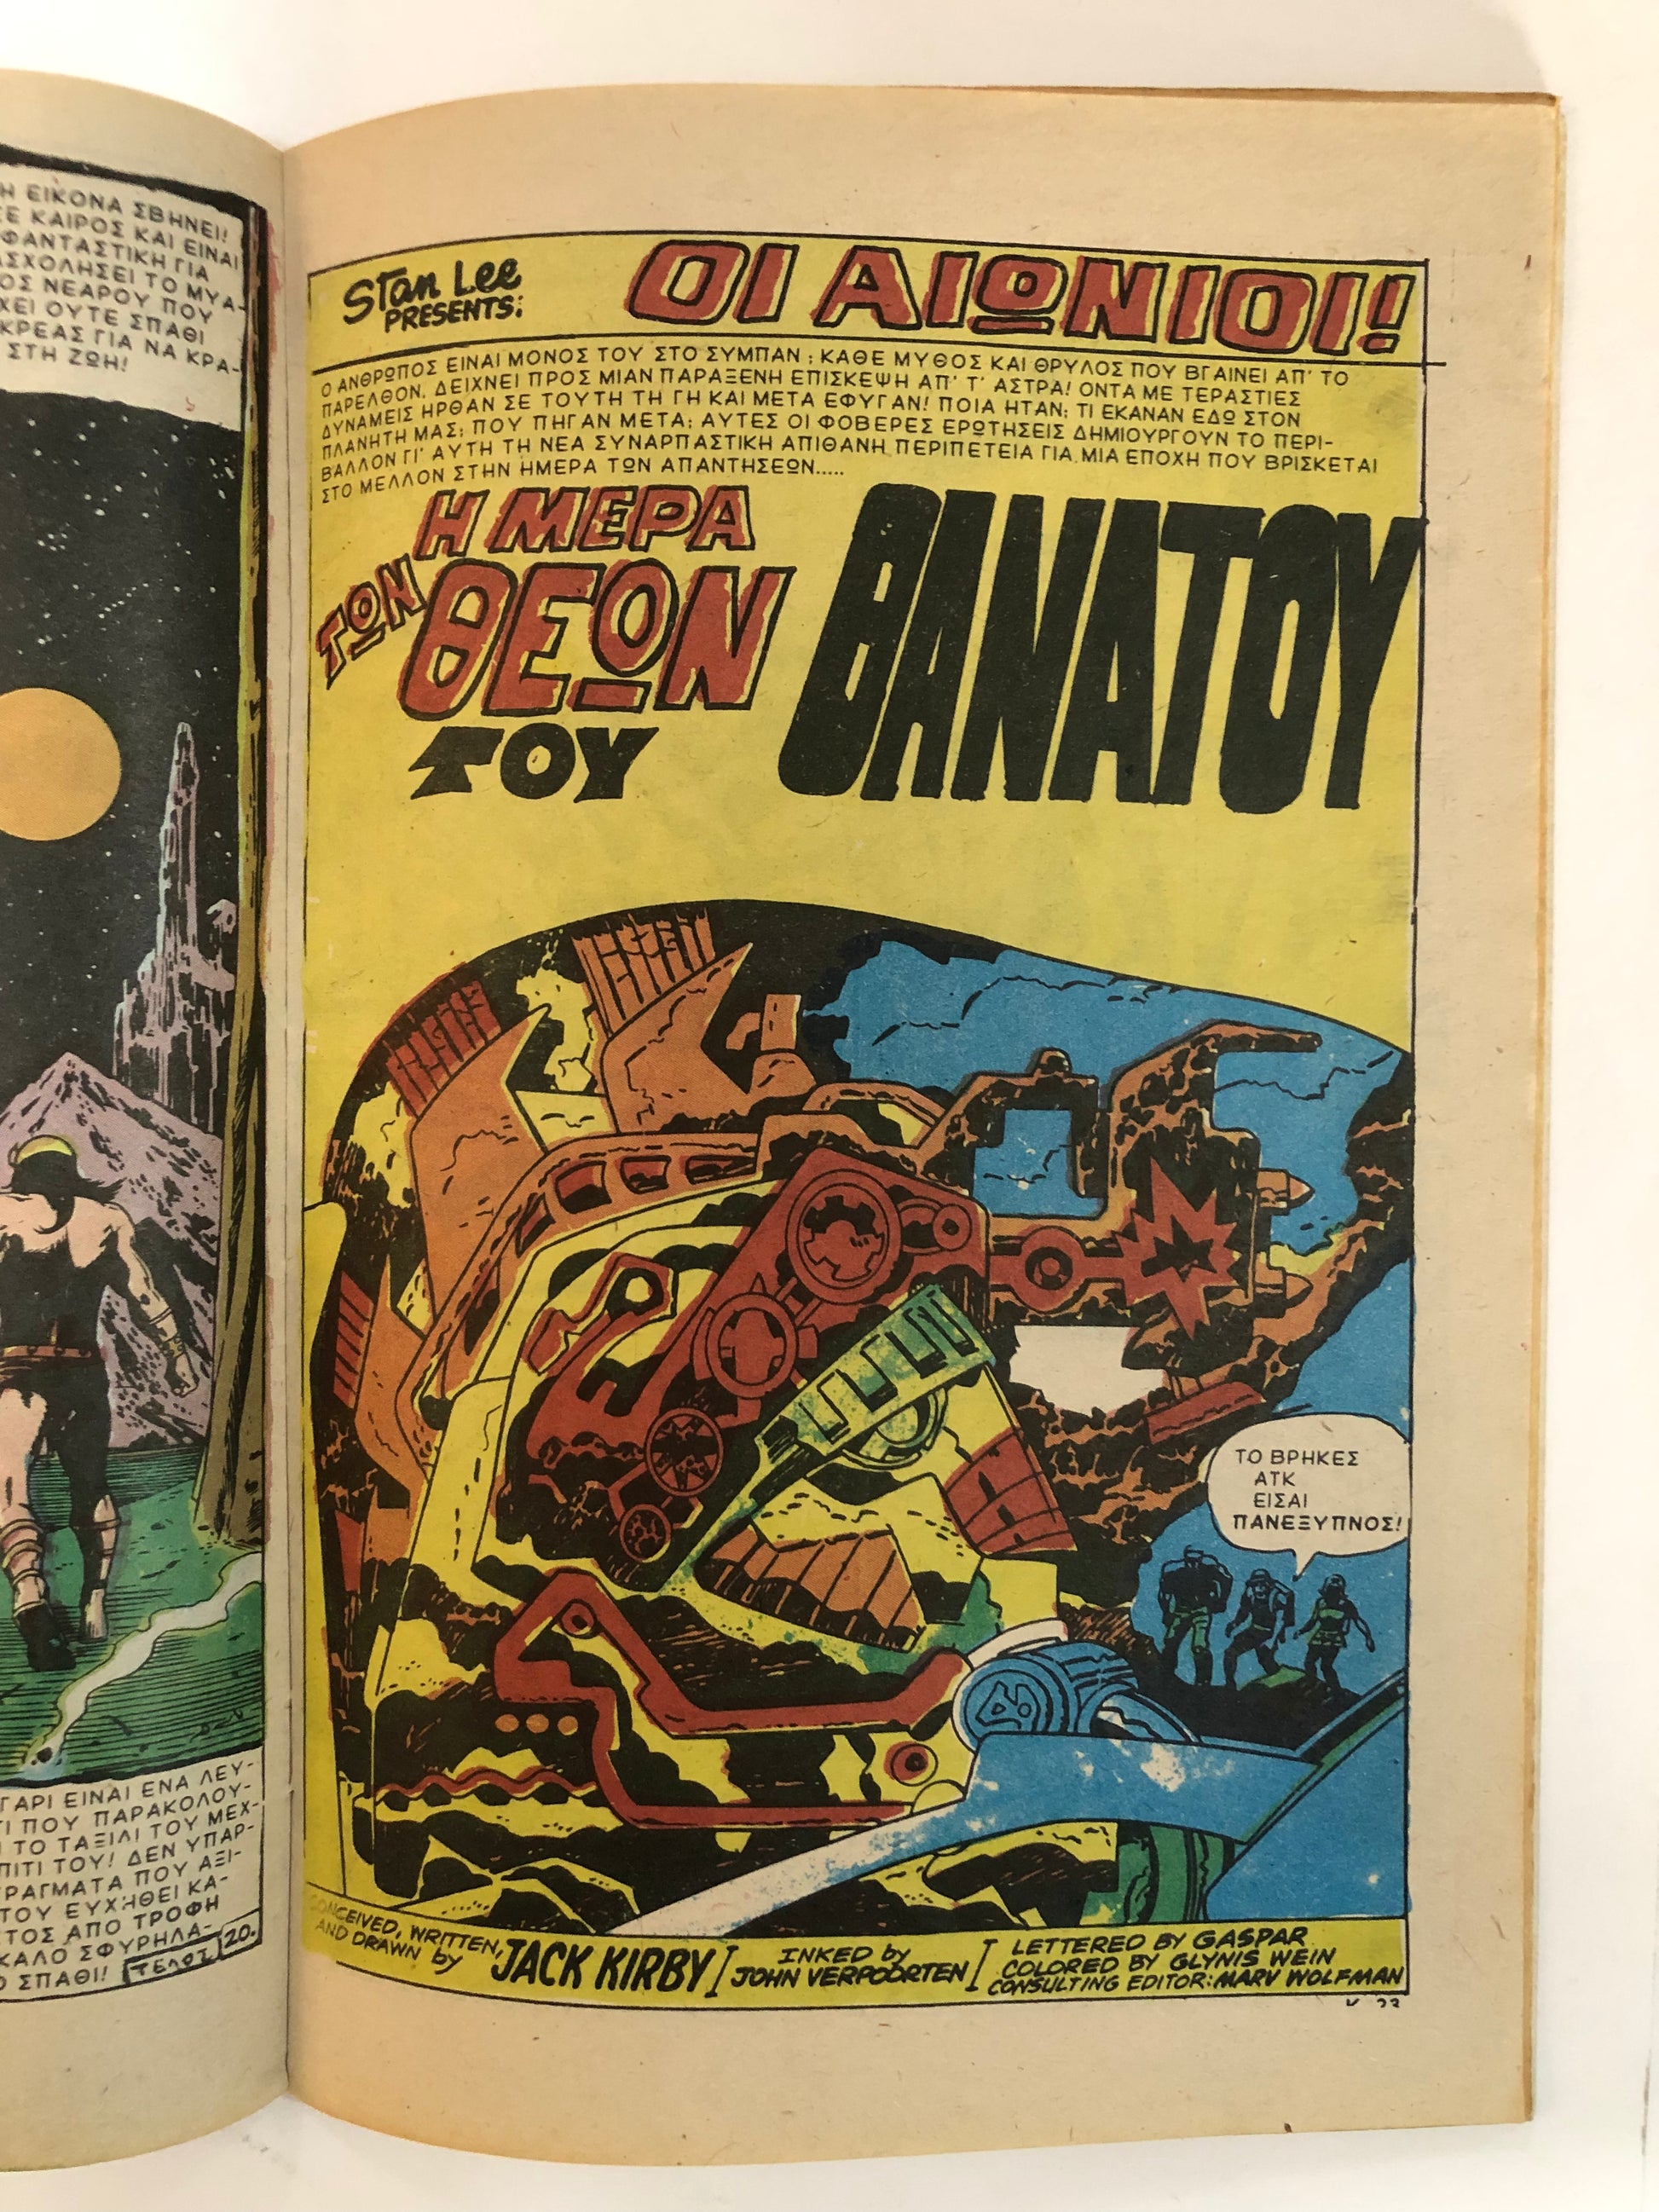 Η ΕΙΚΟΝΑ ΣΒΗΝΕΙ!
ΣΕ ΚΑΙΡΟΣ ΚΑΙ ΕΙΝΑΙ
ΦΑΝΤΑΣΤΙΚΗ ΓΙΑ
ΑΣΧΟΛΗΣΕΙ ΤΟ ΜΥΑ-
ΟΣ ΝΕΑΡΟΥ ΠΟΥ
ΧΕΙ ΟΥΤΕ ΣΠΑΘΙ
ΚΡΕΑΣ ΓΙΑ ΝΑ ΚΡΑ-
ΣΤΗ ΖΩΗ!
ΓΑΡΙ ΕΙΝΑΙ ΕΝΑ ΛΕΥ-
ΤΙ ΠΟΥ ΠΑΡΑΚΟΛΟΥ-
ΤΟ ΤΑΞΙΔΙ ΤΟΥ ΜΕΧ-
ΠΙΤΙ ΤΟΥ! ΔΕΝ ΥΠΑΡ-
ΡΑΓΜΑΤΑ ΠΟΥ ΑΞΙ-
ΤΟΥ ΕΥΧΗΘΕΙ ΚΑ-
ΤΟΣ ΑΠΟ ΤΡΟΦΗ
ΚΑΛΟ ΣΦΥΡΗΛΑ-
Ο ΣΠΑΘΙ! ΤΕΛΟΣ 20.
Stan Lee
PRESENTS:
ΟΙ ΑΙΩΝΙΟΙ!
Ο ΑΝΘΡΩΠΟΣ ΕΙΝΑΙ ΜΟΝΟΣ ΤΟΥ ΣΤΟ ΣΥΜΠΑΝ ; ΚΑΘΕ ΜΥΘΟΣ ΚΑΙ ΘΡΥΛΟΣ ΠΟΥ ΒΓΑΙΝΕΙ ΑΠ' ΤΟ
ΠΑΡΕΛΘΟΝ, ΔΕΙΧΝΕΙ ΠΡΟΣ ΜΙΑΝ ΠΑΡΑΞΕΝΗ ΕΠΙΣΚΕΨΗ ΑΠ' Τ' ΑΣΤΡΑ! ΟΝΤΑ ΜΕ ΤΕΡΑΣΤΙΕΣ
ΔΥΝΑΜΕΙΣ ΗΡΘΑΝ ΣΕ ΤΟΥΤΗ ΤΗ ΓΗ ΚΑΙ ΜΕΤΑ ΕΦΥΓΑΝ! ΠΟΙΑ ΗΤΑΝ; ΤΙ ΕΚΑΝΑΝ ΕΔΩ ΣΤΟΝ
ΠΛΑΝΗΤΗ ΜΑΣ; ΠΟΥ ΠΗΓΑΝ ΜΕΤΑ; ΑΥΤΕΣ ΟΙ ΦΟΒΕΡΕΣ ΕΡΩΤΗΣΕΙΣ ΔΗΜΙΟΥΡΓΟΥΝ ΤΟ ΠΕΡΙ-
ΒΑΛΛΟΝ ΓΙ' ΑΥΤΗ ΤΗ ΝΕΑ ΣΥΝΑΡΠΑΣΤΙΚΗ ΑΠΙΘΑΝΗ ΠΕΡΙΠΕΤΕΙΑ ΓΙΑ ΜΙΑ ΕΠΟΧΗ ΠΟΥ ΒΡΙΣΚΕΤΑΙ
ΣΤΟ ΜΕΛΛΟΝ ΣΤΗΝ ΗΜΕΡΑ ΤΩΝ ΑΠΑΝΤΗΣΕΩΝ.....
Η ΜΕΡΑ
ΤΩΝ ΘΕΩΝ
ΤΟΥ ΘΑΝΑΤΟΥ
ΤΟ ΒΡΗΚΕΣ
ΑΤΚ
ΕΙΣΑΙ
ΠΑΝΕΞΥΠΝΟΣ!
CONCEIVED, WRITTEN,
AND DRAWN by JACK KIRBY
INKED by
JOHN VERPOORTEN
LETTERED BY GASPAR
COLORED BY GLYNIS WEIN
CONSULTING EDITOR: MARV WOLFMAN